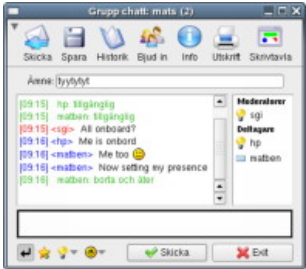 Grupp chatt: mats (2)
Skicka Spara Historik Bjud in Info Utskrift Skrivtavla
Ämne: tyytytyt
[09:15] hp tillgänglig
[09:15] matben: tillgänglig
[09:15] <sgi> All onboard?
[09:16] <hp> Me is onbord
[09:16] <matben> Me too
[09:16] <matben> Now setting my presence
[09:16] matben: borta och äter
Moderatorer
sgi
Deltagare
hp
matben
Skicka
Exit